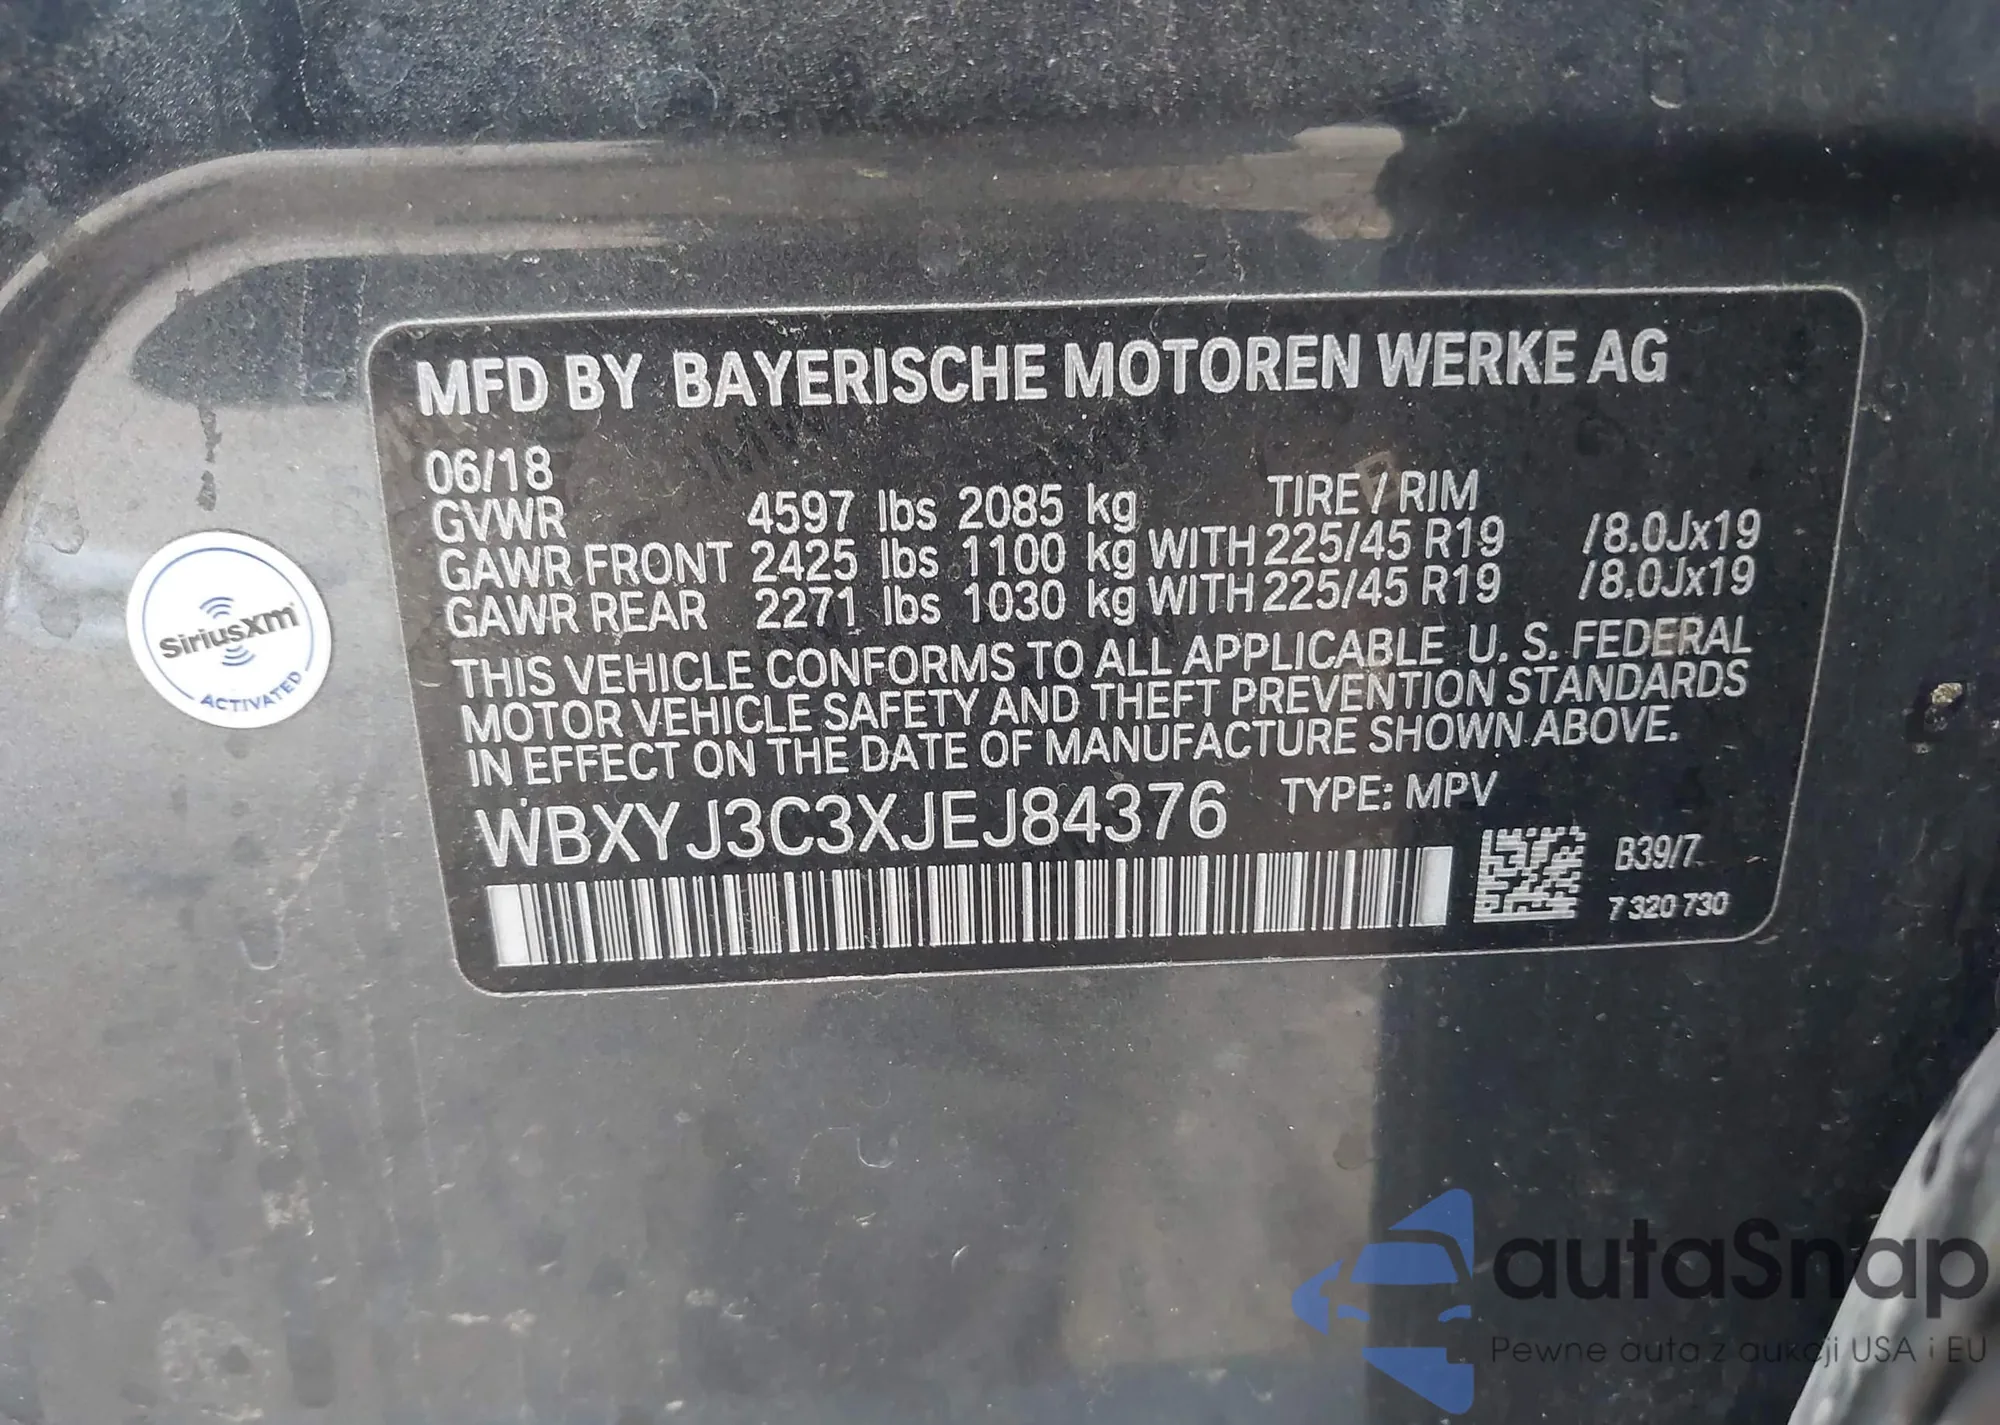 MFD BY BAYERISCHE MOTOREN WERKE AG
06/18
TIRE / RIM
GVWR 4597 lbs 2085 kg
GAWR FRONT 2425 lbs 1100 kg WITH 225/45 R19 /8.0Jx19
GAWR REAR 2271 lbs 1030 kg WITH 225/45 R19 /8.0Jx19
THIS VEHICLE CONFORMS TO ALL APPLICABLE U. S. FEDERAL
MOTOR VEHICLE SAFETY AND THEFT PREVENTION STANDARDS
IN EFFECT ON THE DATE OF MANUFACTURE SHOWN ABOVE.
WBXYJ3C3XJEJ84376 TYPE: MPV
B39/7
7 320 730
SiriusXm
ACTIVATED
autaSnap
Pewne auta z aukcji USA i EU